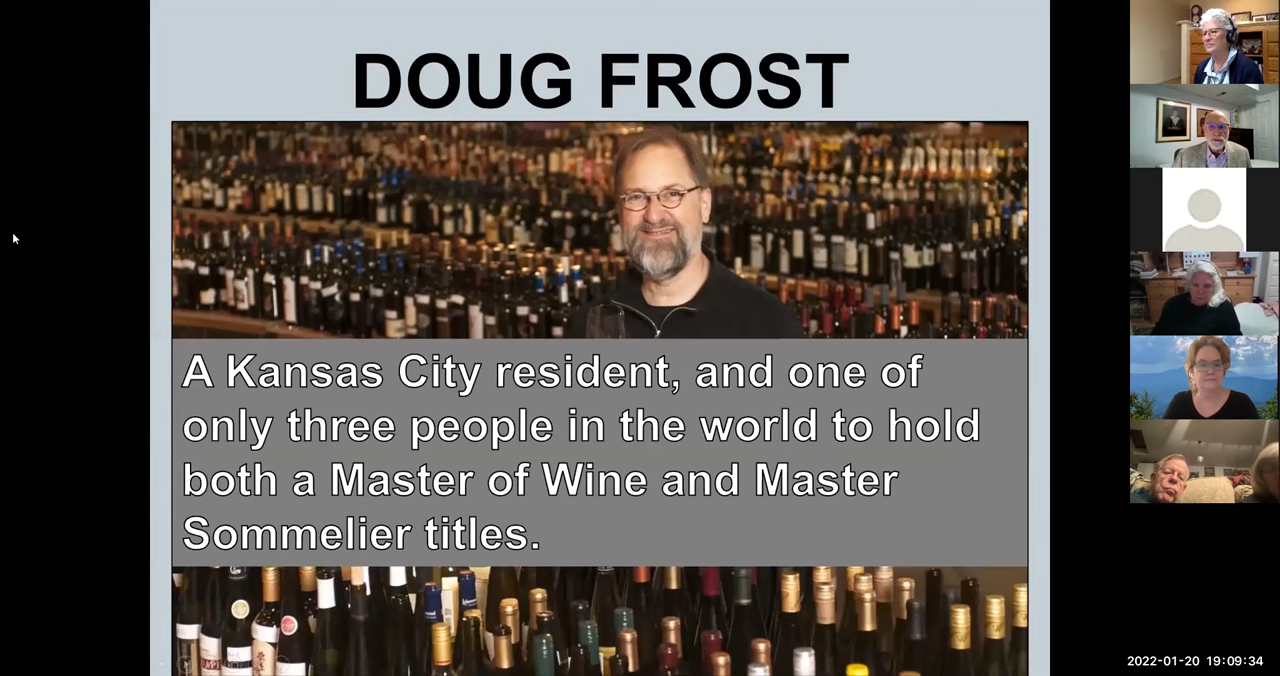 DOUG FROST
A Kansas City resident, and one of
only three people in the world to hold
both a Master of Wine and Master
Sommelier titles.
2022-01-20 19:09:34